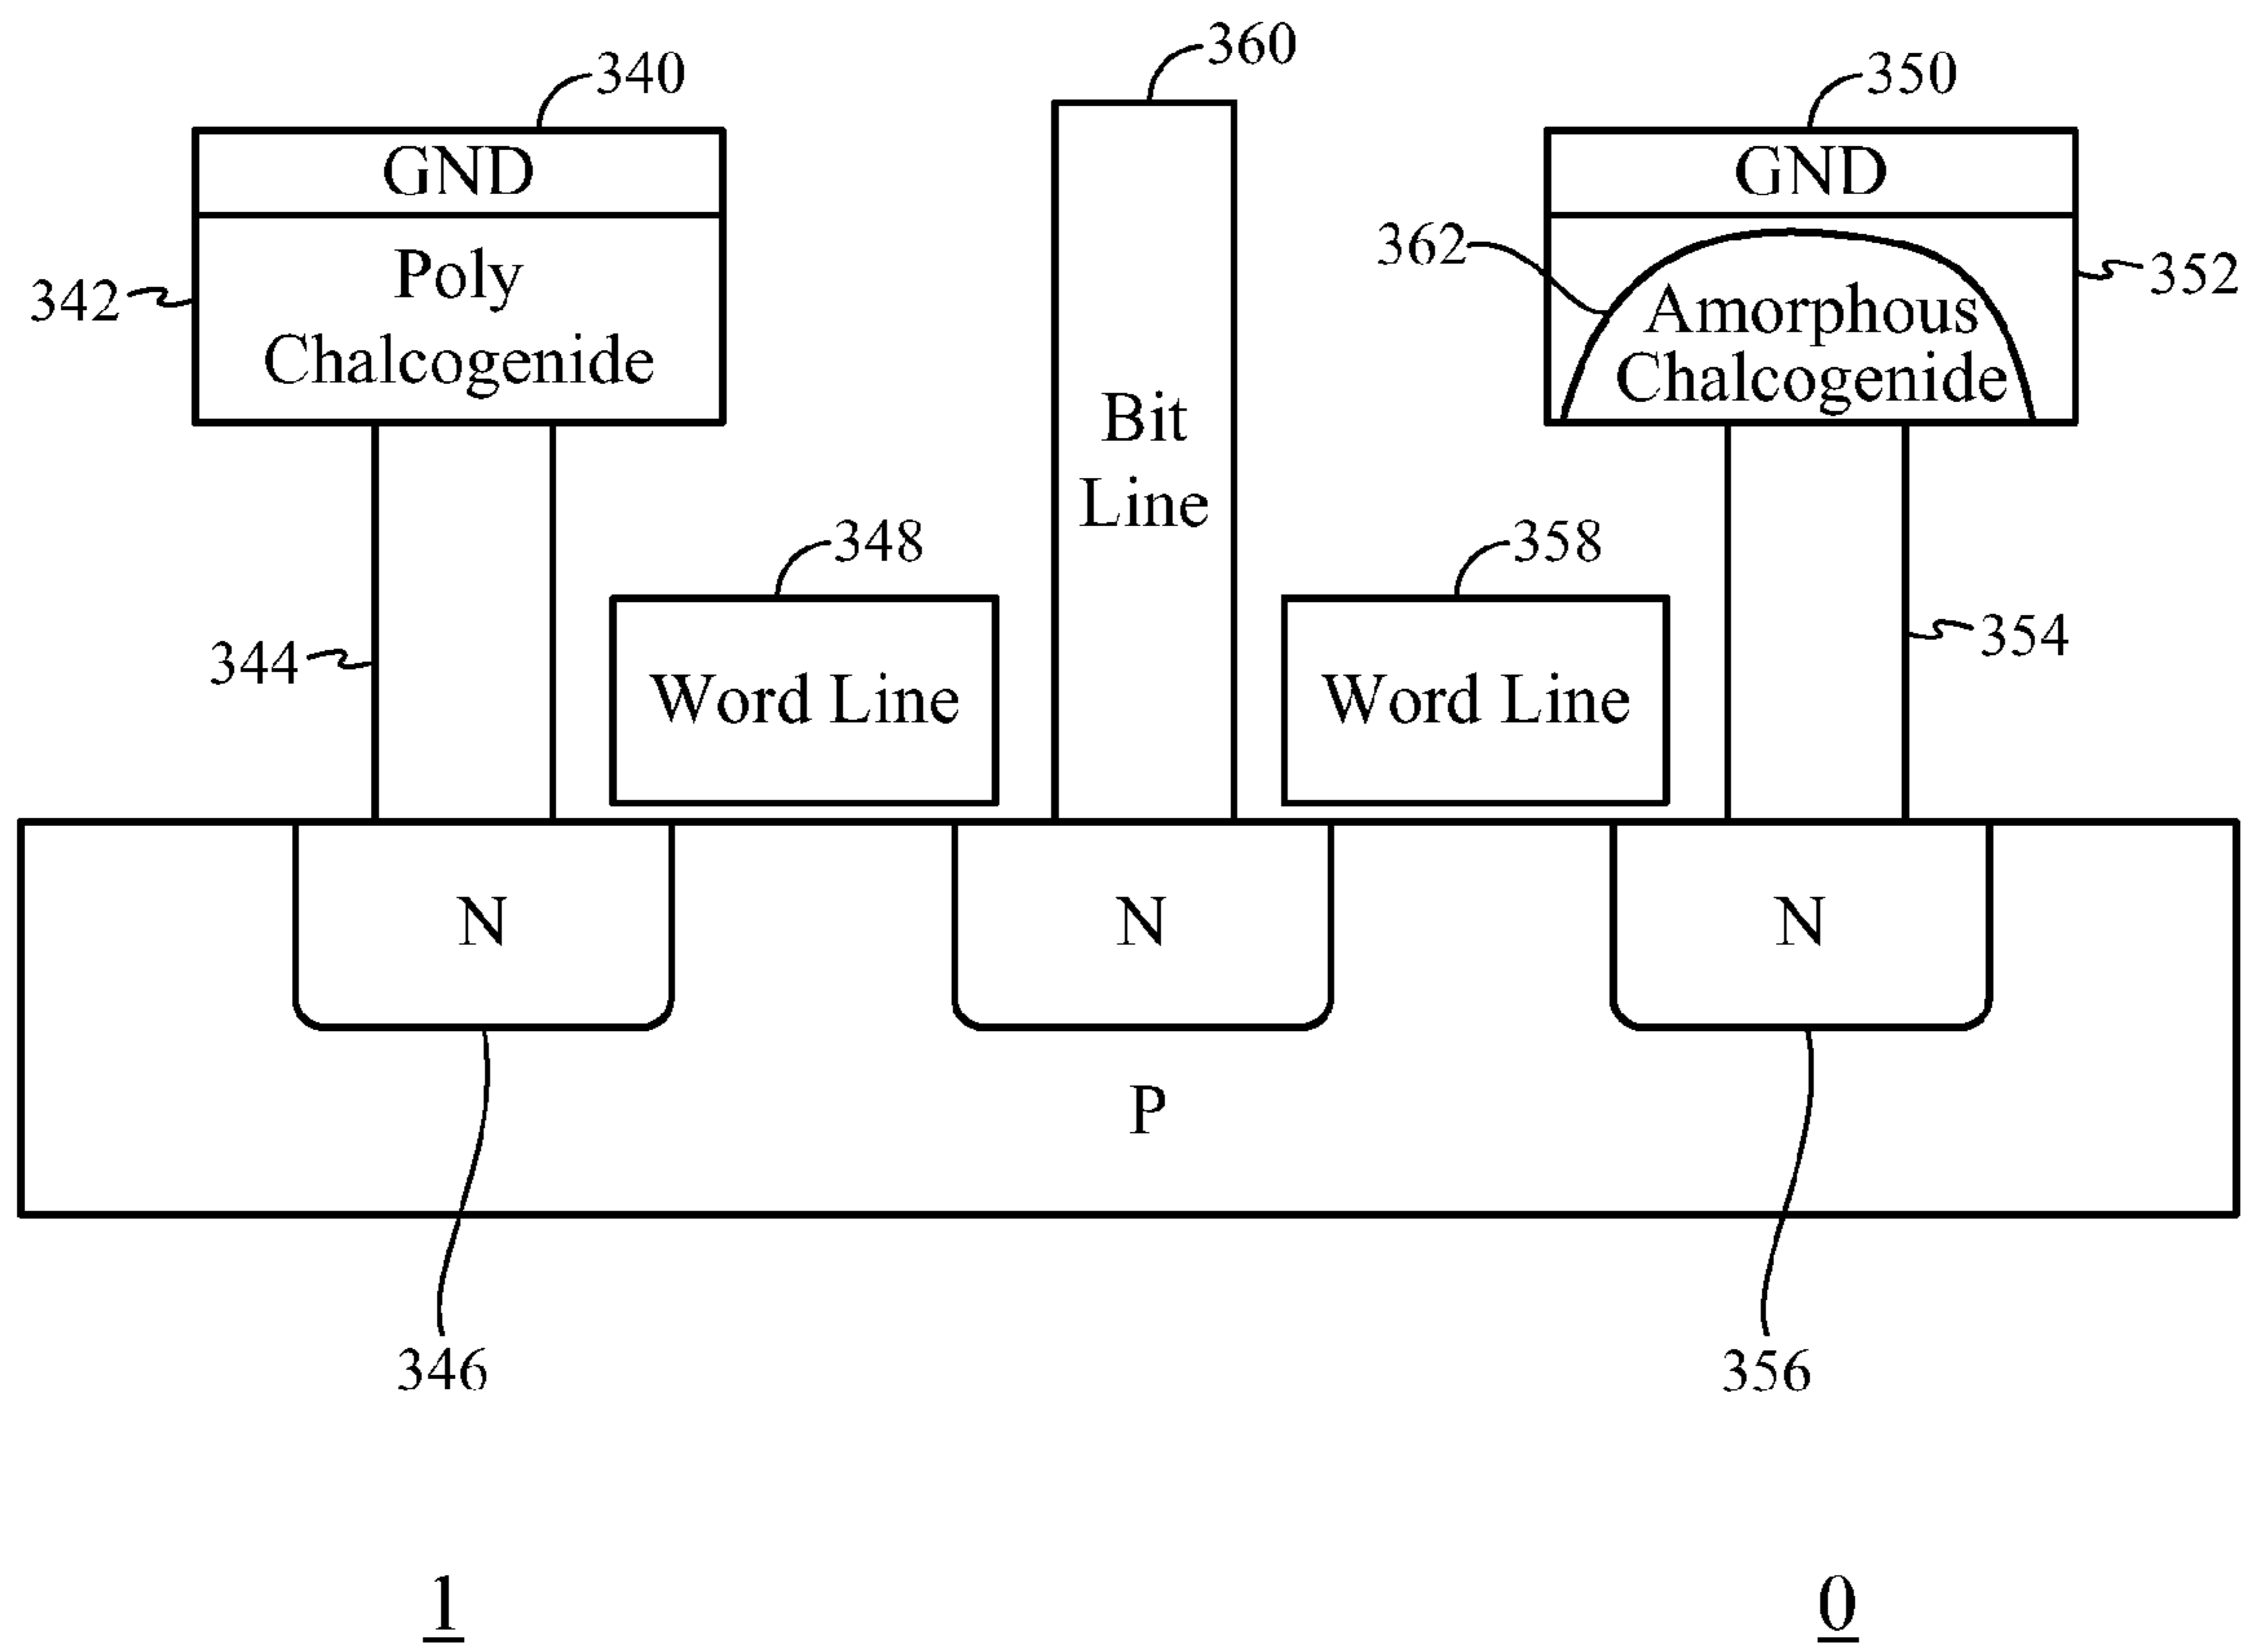 360
340
350
GND
GND
362
352
342
Poly
Chalcogenide
Amorphous
Chalcogenide
Bit
Line
348
358
344
354
Word Line
Word Line
N
N
N
P
346
356
1
0